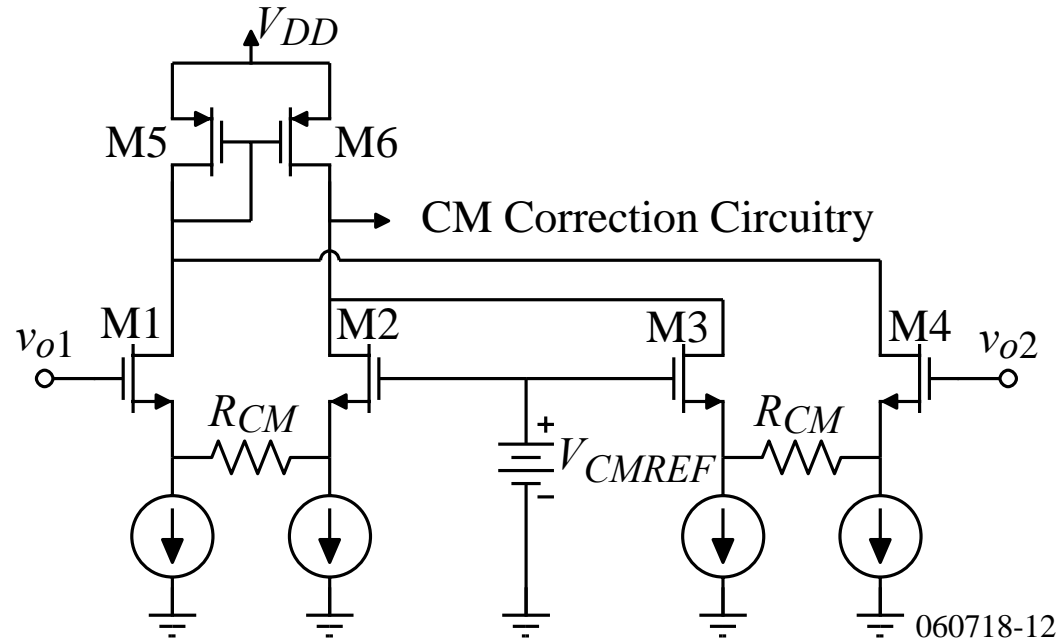 VDD
M5
M6
CM Correction Circuitry
M1
M2
M3
M4
vo1
vo2
RCM
RCM
+
VCMREF
-
060718-12